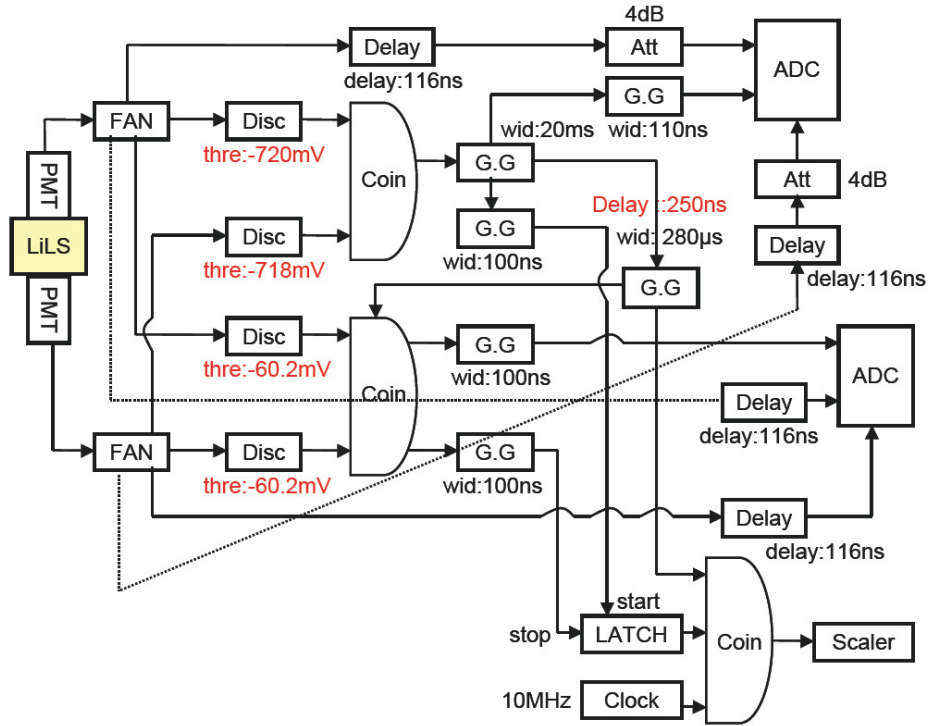 4dB
Delay
Att
ADC
delay:116ns
G.G
FAN
Disc
wid:20ms
wid:110ns
thre:-720mV
Coin
G.G
PMT
Att
4dB
Delay :250ns
LiLS
Disc
G.G
wid: 280μs
Delay
thre:-718mV
wid:100ns
delay:116ns
PMT
G.G
Disc
G.G
thre:-60.2mV
wid:100ns
ADC
Coin
Delay
FAN
Disc
G.G
delay:116ns
thre:-60.2mV
wid:100ns
Delay
delay:116ns
start
stop
LATCH
Coin
Scaler
10MHz
Clock